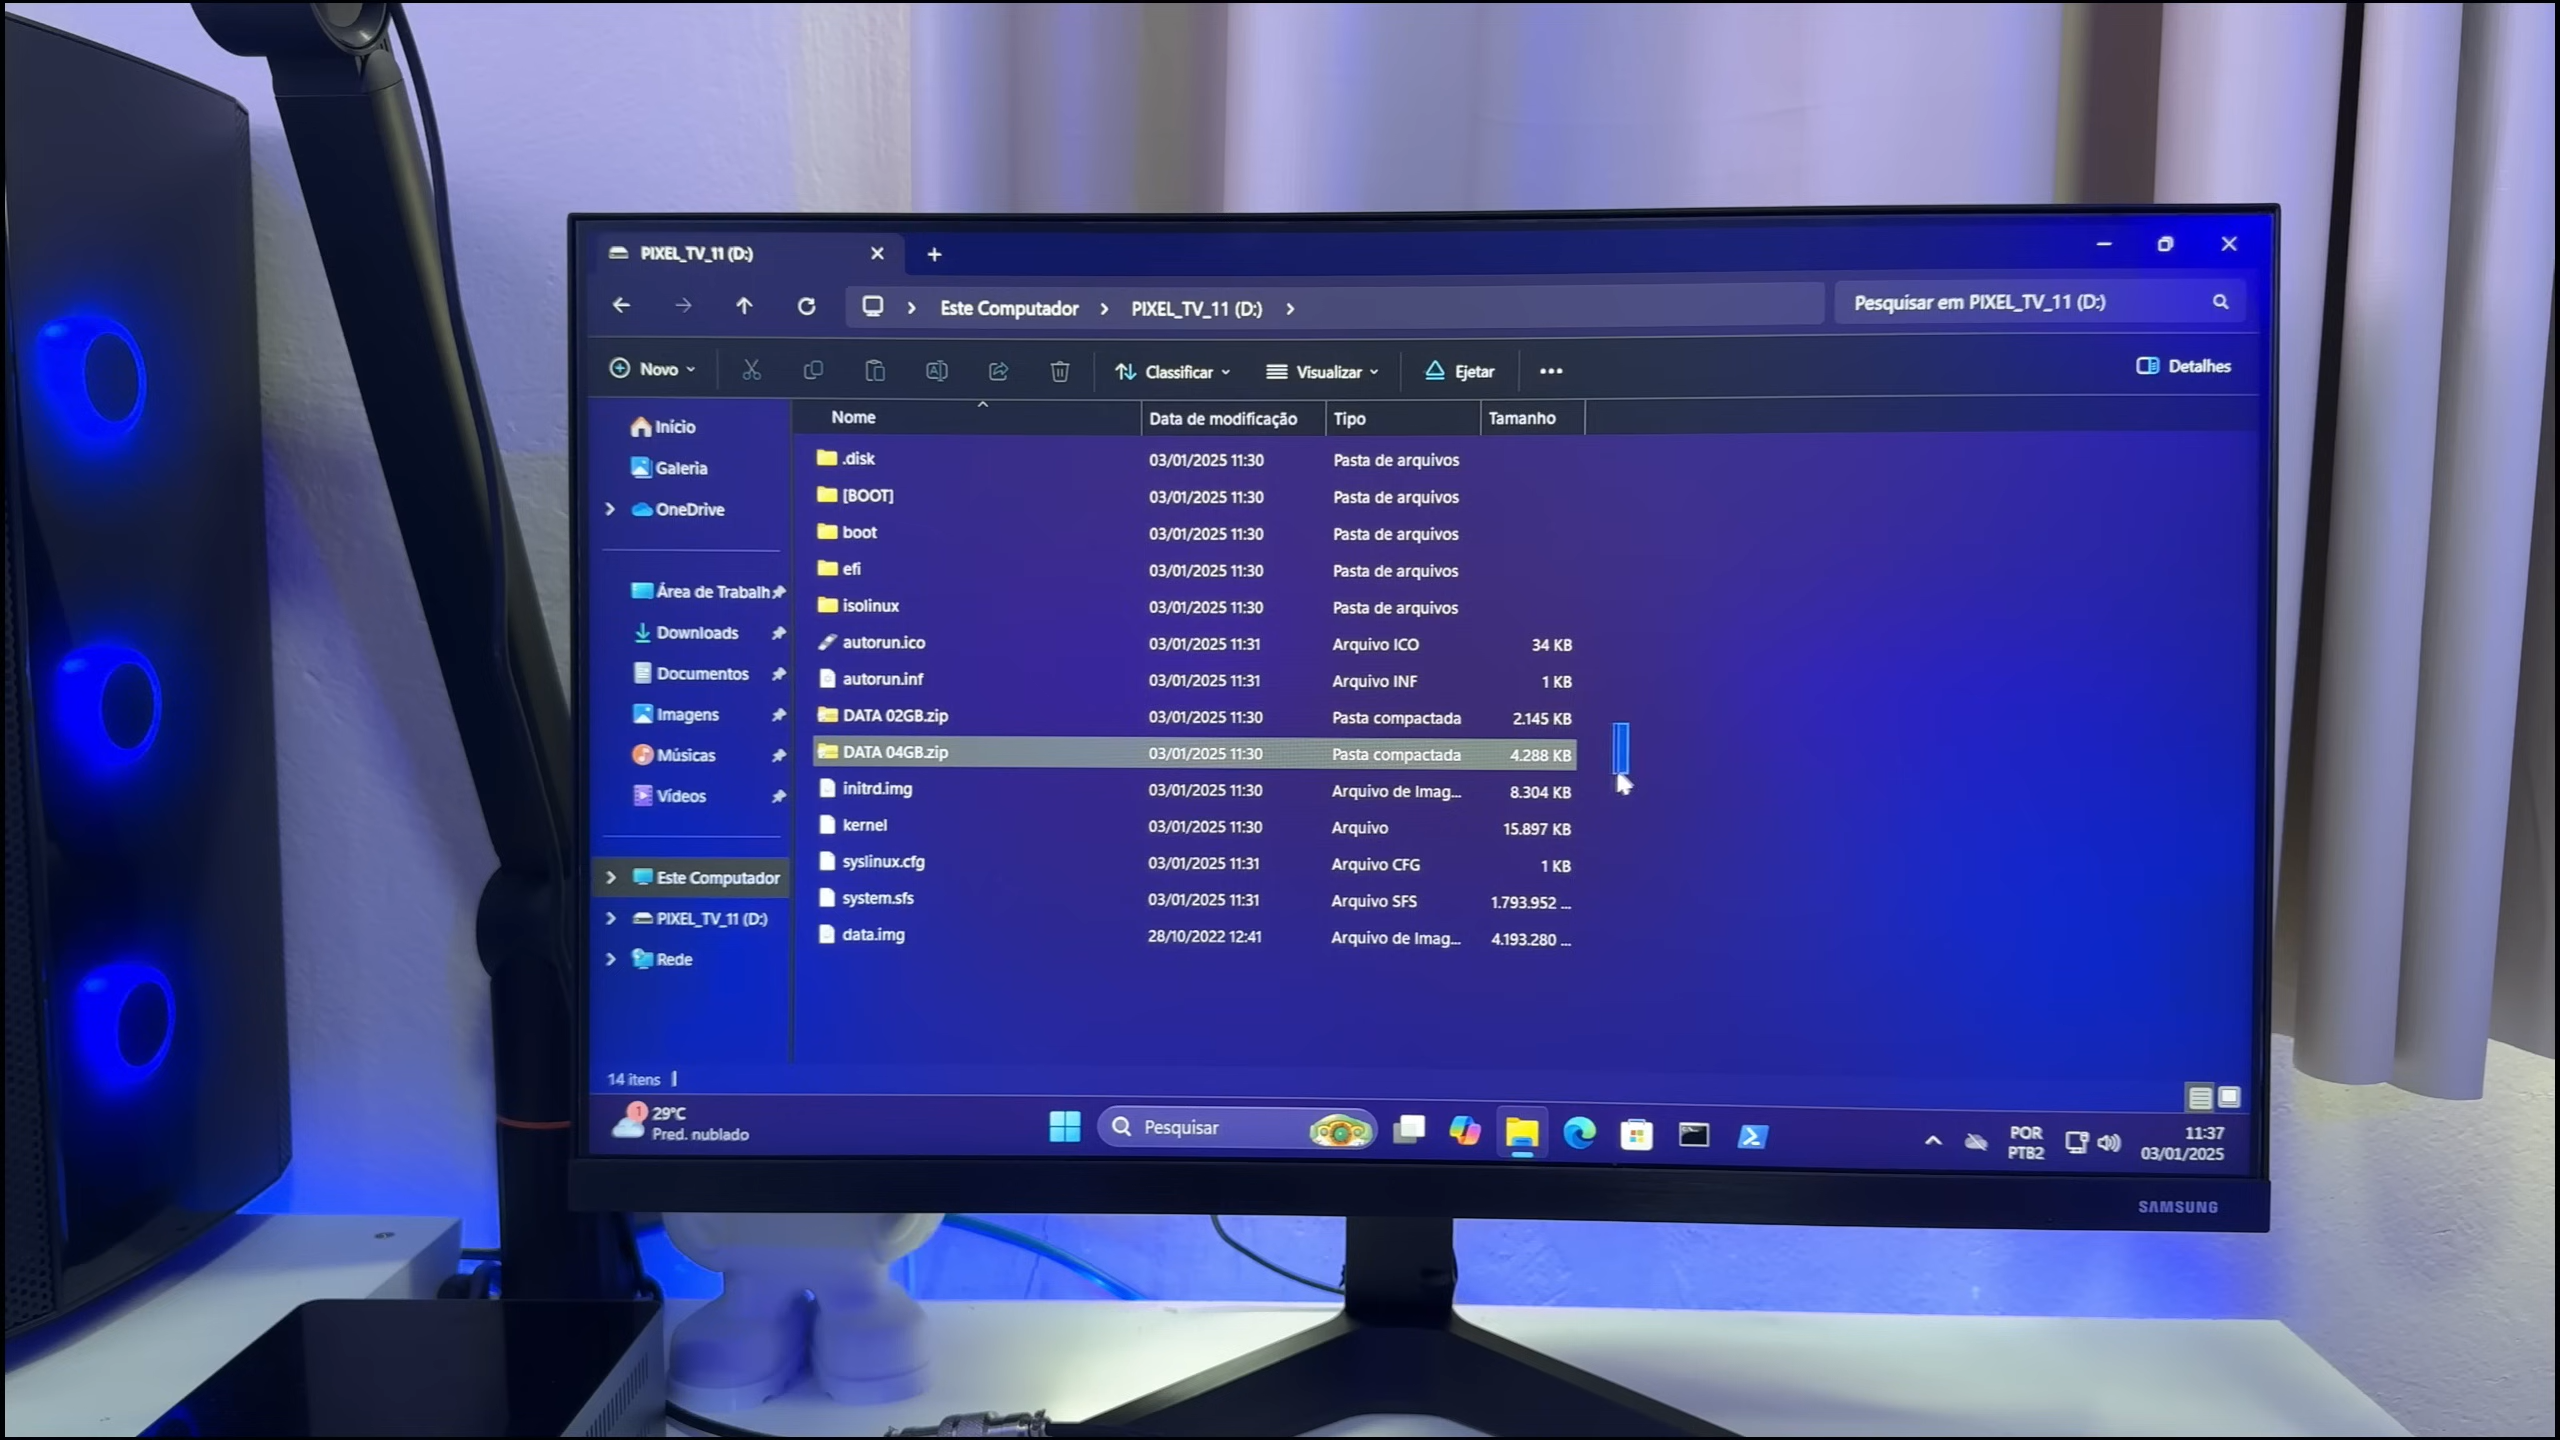 PIXEL_TV_11 (D:)
Este Computador > PIXEL_TV_11 (D:) >
Pesquisar em PIXEL_TV_11 (D:)
Novo
Classificar
Visualizar
Ejetar
Detalhes
Nome Data de modificação Tipo Tamanho
Início
Galeria
OneDrive
Área de Trabalh
Downloads
Documentos
Imagens
Músicas
Vídeos
Este Computador
PIXEL_TV_11 (D:)
Rede
.disk 03/01/2025 11:30 Pasta de arquivos
[BOOT] 03/01/2025 11:30 Pasta de arquivos
boot 03/01/2025 11:30 Pasta de arquivos
efi 03/01/2025 11:30 Pasta de arquivos
isolinux 03/01/2025 11:30 Pasta de arquivos
autorun.ico 03/01/2025 11:31 Arquivo ICO 34 KB
autorun.inf 03/01/2025 11:31 Arquivo INF 1 KB
DATA 02GB.zip 03/01/2025 11:30 Pasta compactada 2.145 KB
DATA 04GB.zip 03/01/2025 11:30 Pasta compactada 4.288 KB
initrd.img 03/01/2025 11:30 Arquivo de Imag... 8.304 KB
kernel 03/01/2025 11:30 Arquivo 15.897 KB
syslinux.cfg 03/01/2025 11:31 Arquivo CFG 1 KB
system.sfs 03/01/2025 11:31 Arquivo SFS 1.793.952 ...
data.img 28/10/2022 12:41 Arquivo de Imag... 4.193.280 ...
14 itens
1
29°C
Pred. nublado
Pesquisar
POR
PTB2
11:37
03/01/2025
SAMSUNG